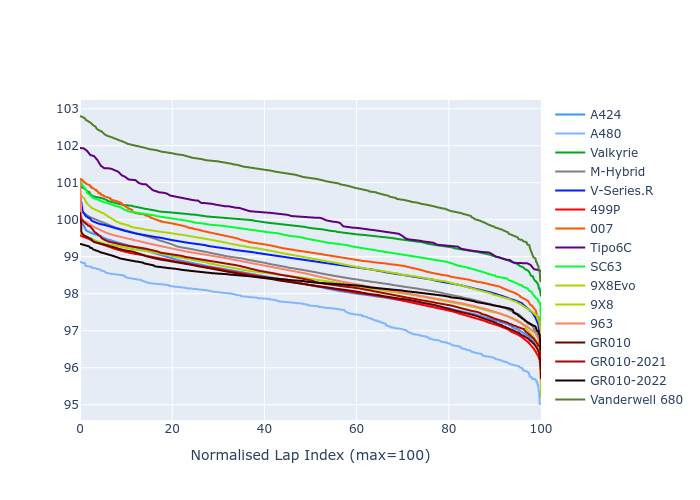 103
102
101
100
99
98
97
96
95
0 20 40 60 80 100
Normalised Lap Index (max=100)
A424
A480
Valkyrie
M-Hybrid
V-Series.R
499P
007
Tipo6C
SC63
9X8Evo
9X8
963
GR010
GR010-2021
GR010-2022
Vanderwell 680